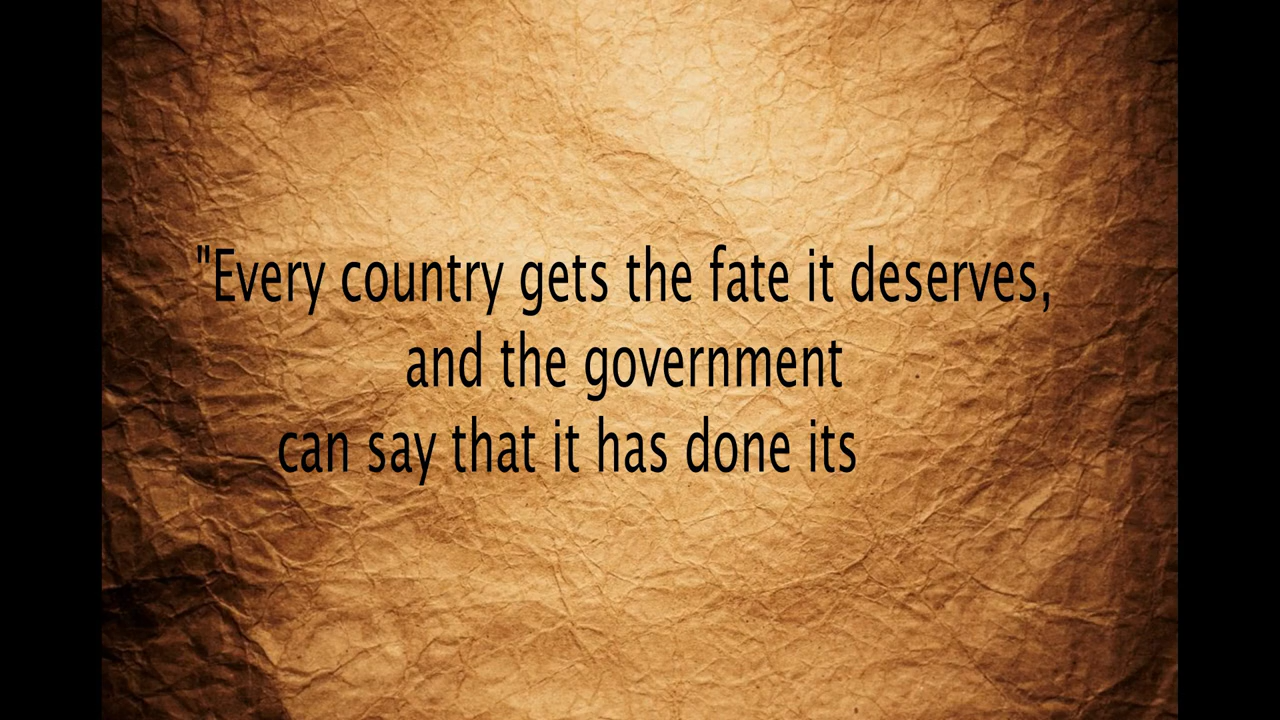 "Every country gets the fate it deserves,
and the government
can say that it has done its